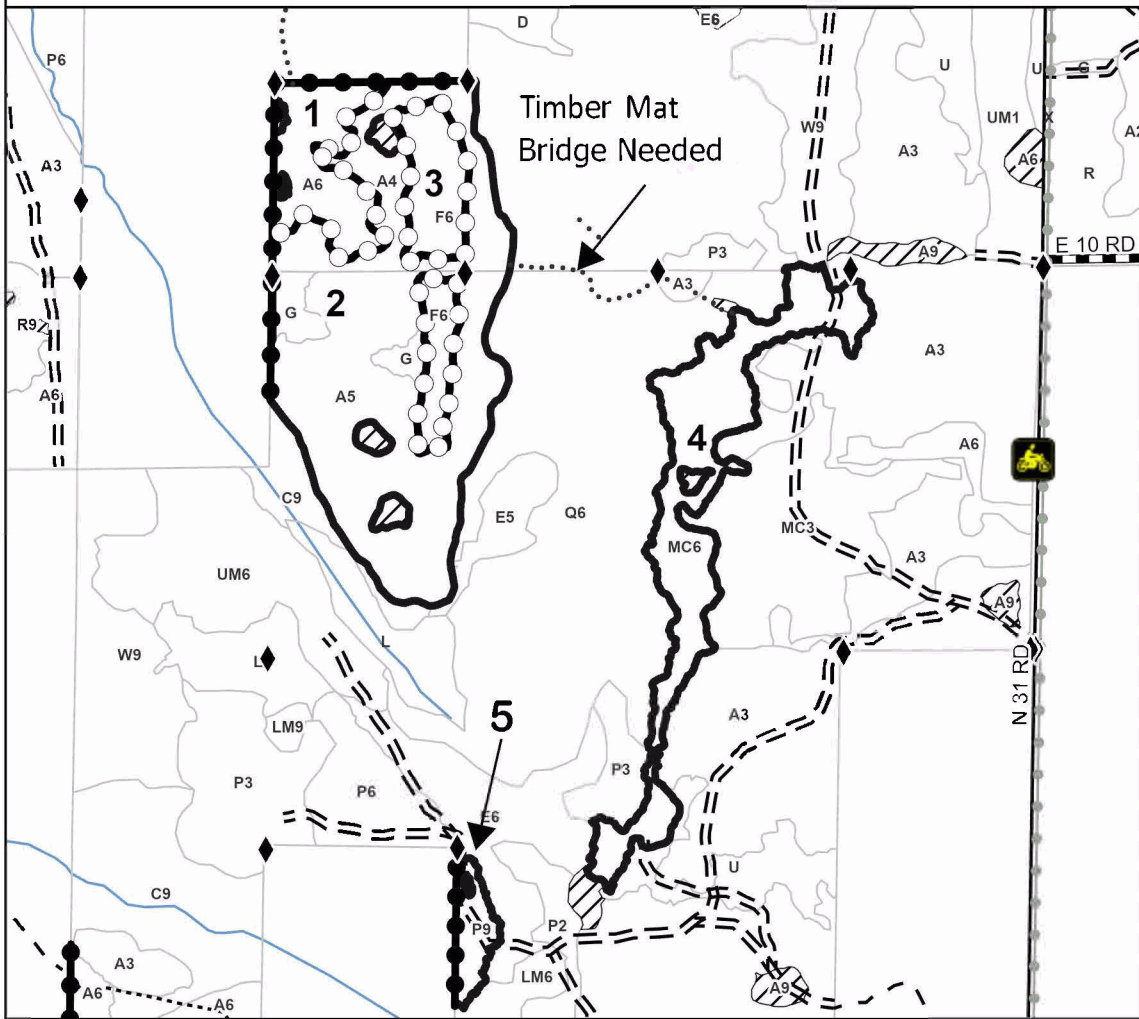 D
E6
P6
1
Timber Mat
Bridge Needed
W9
U
U
G
UM1
X
A3
A6
A2
A3
A6
A4
3
R
F6
E 10 RD
P3
A9
A3
2
G
F6
R9
A3
G
A6
A5
4
A6
C9
E5
Q6
MC3
MC6
A3
UM6
A9
L
W9
L
N 31 RD
LM9
5
A3
P3
P3
P6
E6
U
C9
P9
P2
LM6
A3
A9
A6
A6